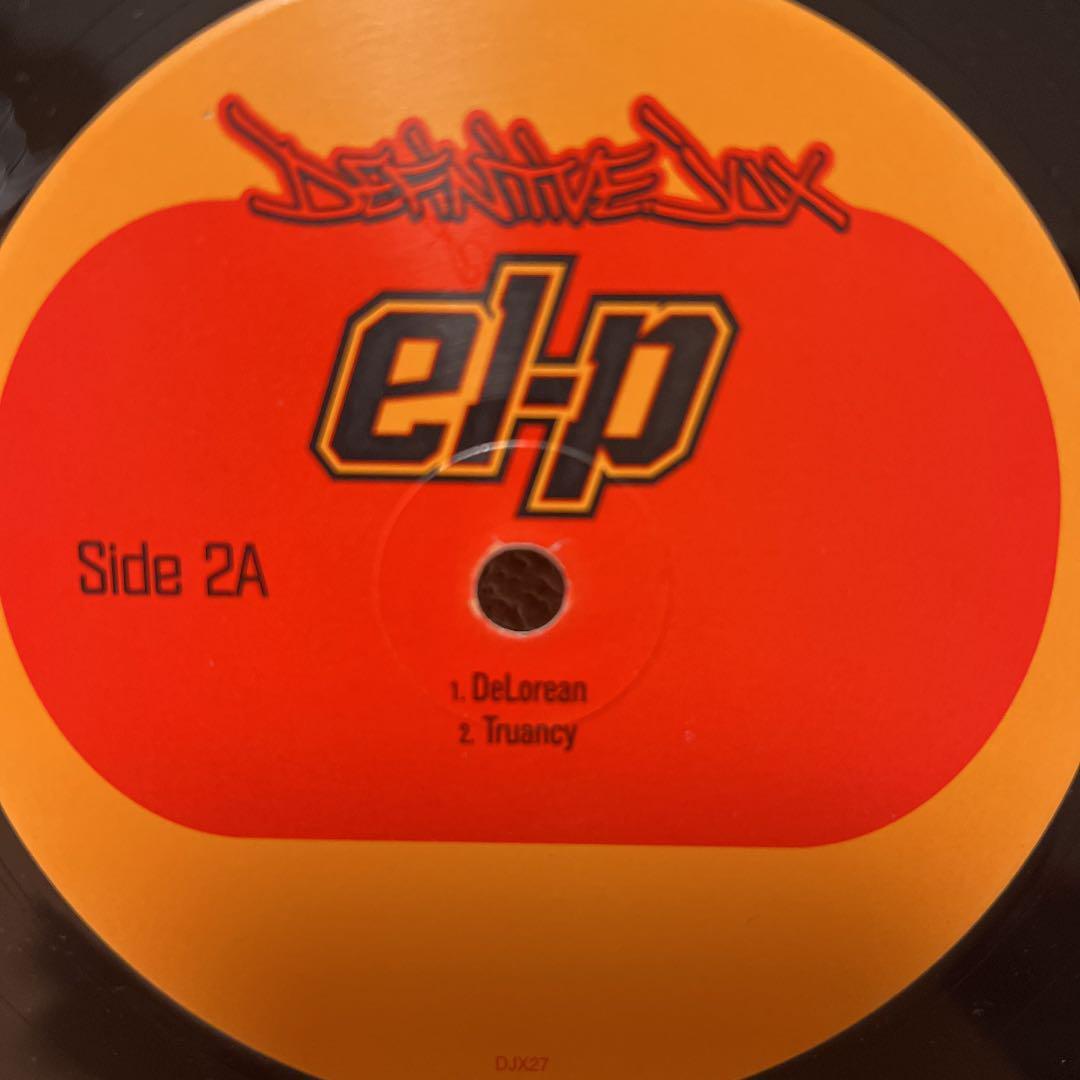 Definitive Jux
el-p
Side 2A
1. DeLorean
2. Truancy
DJX27